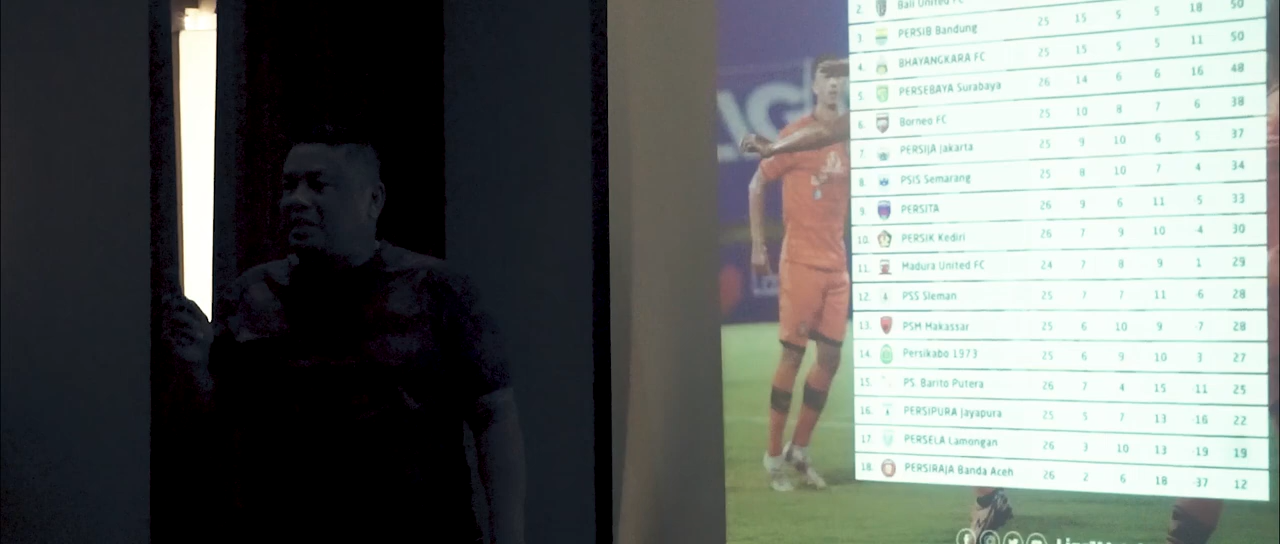 2. Bali United FC 25 15 5 5 18 50
3. PERSIB Bandung 25 15 5 5 11 50
4. BHAYANGKARA FC 25 15 5 5 11 50
5. PERSEBAYA Surabaya 26 14 6 6 16 48
6. Borneo FC 25 10 8 7 6 38
7. PERSIJA Jakarta 25 9 10 6 5 37
8. PSIS Semarang 25 8 10 7 4 34
9. PERSITA 26 9 6 11 -5 33
10. PERSIK Kediri 26 7 9 10 -4 30
11. Madura United FC 24 7 8 9 1 29
12. PSS Sleman 25 7 7 11 -6 28
13. PSM Makassar 25 6 10 9 -7 28
14. Persikabo 1973 25 6 9 10 3 27
15. PS. Barito Putera 26 7 4 15 11 25
16. PERSIPURA Jayapura 25 5 7 13 -16 22
17. PERSELA Lamongan 26 3 10 13 -19 19
18. PERSIRAJA Banda Aceh 26 2 6 18 -37 12